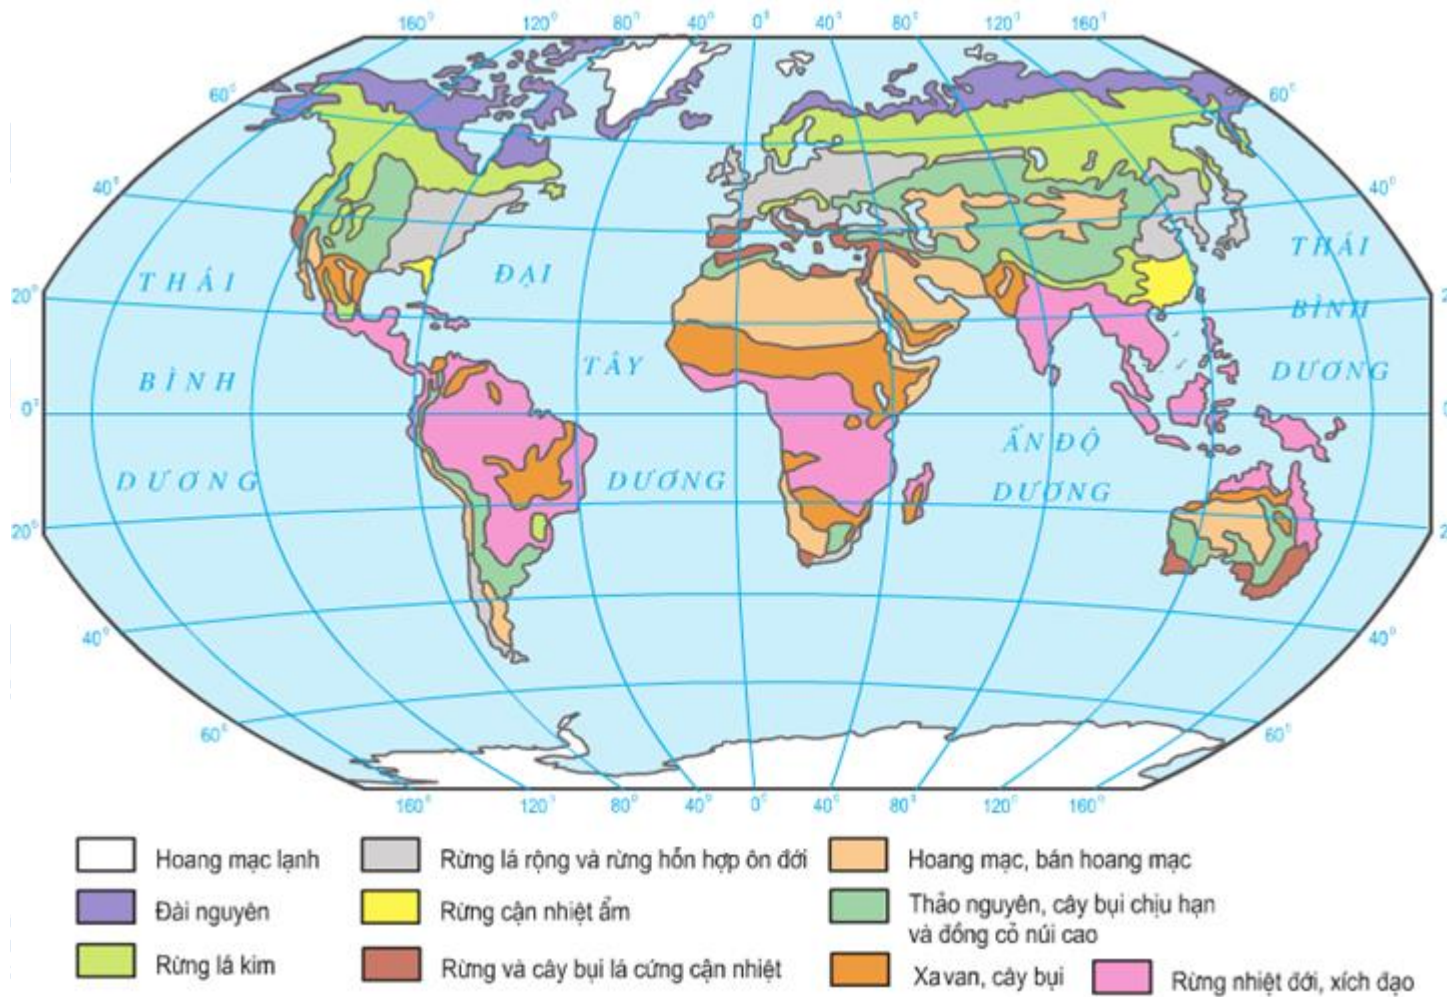 160° 120° 80° 40° 0° 40° 80° 120° 160°
60° 60°
40° 40°
THÁI ĐẠI THÁI
20° 2
BÌNH
BÌNH TÂY DƯƠNG
0° 0
ẤN ĐỘ
DƯƠNG DƯƠNG DƯƠNG
20° 2
40° 40°
60° 60°
160° 120° 80° 40° 0° 40° 80° 120° 160°
Hoang mạc lạnh
Đài nguyên
Rừng lá kim
Rừng lá rộng và rừng hỗn hợp ôn đới
Rừng cận nhiệt ẩm
Rừng và cây bụi lá cứng cận nhiệt
Hoang mạc, bán hoang mạc
Thảo nguyên, cây bụi chịu hạn
và đồng cỏ núi cao
Xavan, cây bụi
Rừng nhiệt đới, xích đạo